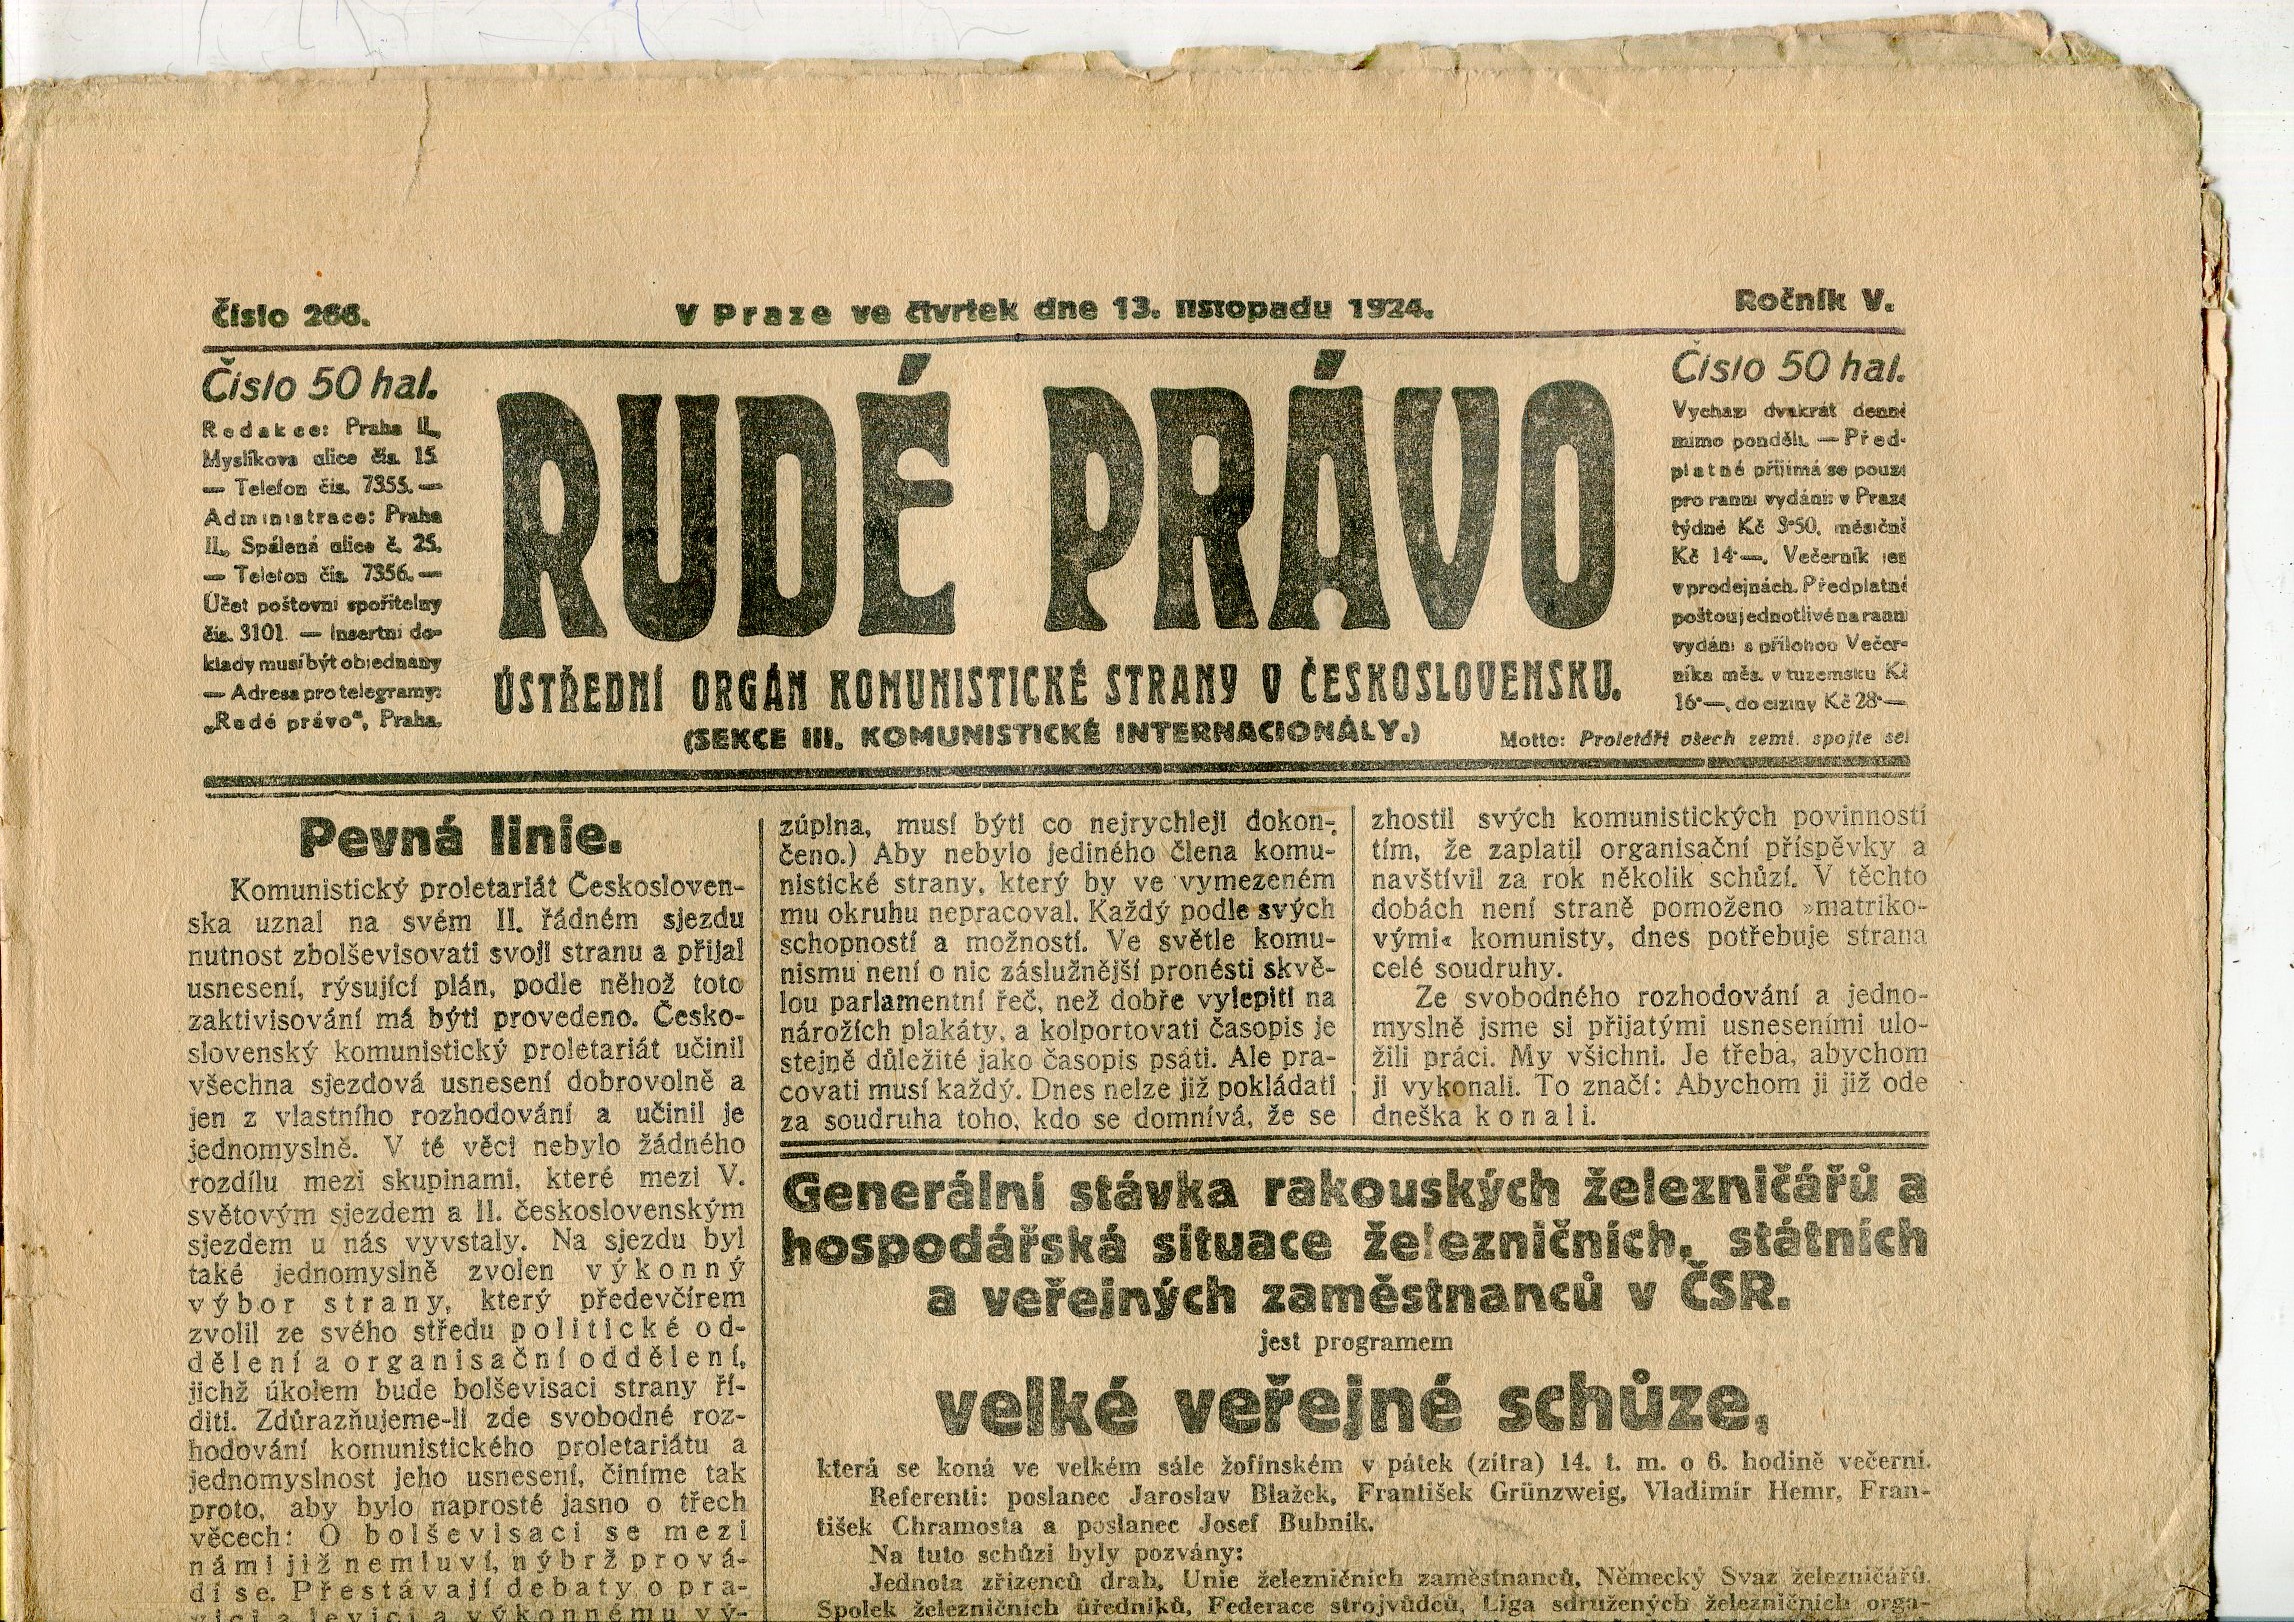 Číslo 266.
V Praze ve čtvrtek dne 13. listopadu 1924.
Ročník V.
Číslo 50 hal.
Redakce: Praha II.,
Myslíkova ulice čís. 15.
— Telefon čís. 7355. —
Administrace: Praha
II., Spálená ulice č. 25.
— Telefon čís. 7356. —
Účet poštovní spořitelny
čís. 3101. — Insertní do-
klady musí být objednány
— Adresa pro telegramy:
„Rudé právo“, Praha.
RUDÉ PRÁVO
ÚSTŘEDNÍ ORGÁN KOMUNISTICKÉ STRANY V ČESKOSLOVENSKU.
(SEKCE III. KOMUNISTICKÉ INTERNACIONÁLY.)
Motto: Proletáři všech zemí, spojte se!
Číslo 50 hal.
Vychází dvakrát denně
mimo pondělí. — Před-
platné přijímá se pouze
pro ranní vydání: v Praze
týdně Kč 3·50, měsíčně
Kč 14·—. Večerník jen
v prodejnách. Předplatné
poštou jednotlivé na ranní
vydání s přílohou Večer-
níka měs. v tuzemsku Kč
16·—, do ciziny Kč 28·—
Pevná linie.
Komunistický proletariát Českosloven-
ska uznal na svém II. řádném sjezdu
nutnost zbolševisovati svoji stranu a přijal
usnesení, rýsující plán, podle něhož toto
zaktivisování má býti provedeno. Česko-
slovenský komunistický proletariát učinil
všechna sjezdová usnesení dobrovolně a
jen z vlastního rozhodování a učinil je
jednomyslně. V té věci nebylo žádného
rozdílu mezi skupinami, které mezi V.
světovým sjezdem a II. československým
sjezdem u nás vyvstaly. Na sjezdu byl
také jednomyslně zvolen výkonný
výbor strany, který předevčírem
zvolil ze svého středu politické od-
dělení a organisační oddělení,
jichž úkolem bude bolševisaci strany ří-
diti. Zdůrazňujeme-li zde svobodné roz-
hodování komunistického proletariátu a
jednomyslnost jeho usnesení, činíme tak
proto, aby bylo naprosté jasno o třech
věcech: O bolševisaci se mezi
námi již nemluví, nýbrž prová-
dí se. Přestávají debaty o pra-
vici a levici a výkonnému vý-
zúplna, musí býti co nejrychleji dokon-
čeno.) Aby nebylo jediného člena komu-
nistické strany, který by ve vymezeném
mu okruhu nepracoval. Každý podle svých
schopností a možností. Ve světle komu-
nismu není o nic záslužnější pronésti skvě-
lou parlamentní řeč, než dobře vylepiti na
nárožích plakáty, a kolportovati časopis je
stejně důležité jako časopis psáti. Ale pra-
covati musí každý. Dnes nelze již pokládati
za soudruha toho, kdo se domnívá, že se
zhostil svých komunistických povinností
tím, že zaplatil organisační příspěvky a
navštívil za rok několik schůzí. V těchto
dobách není straně pomoženo »matriko-
vými« komunisty, dnes potřebuje strana
celé soudruhy.
Ze svobodného rozhodování a jedno-
myslně jsme si přijatými usneseními ulo-
žili práci. My všichni. Je třeba, abychom
ji vykonali. To značí: Abychom ji již ode
dneška konali.
Generální stávka rakouských železničářů a
hospodářská situace železničních, státních
a veřejných zaměstnanců v ČSR.
jest programem
velké veřejné schůze,
která se koná ve velkém sále žofínském v pátek (zítra) 14. t. m. o 6. hodině večerní.
Referenti: poslanec Jaroslav Blažek, František Grünzweig, Vladimír Hemr, Fran-
tišek Chramosta a poslanec Josef Bubník.
Na tuto schůzi byly pozvány:
Jednota zřízenců drah, Unie železničních zaměstnanců, Německý Svaz železničářů,
Spolek železničních úředníků, Federace strojvůdců, Liga sdružených železničních orga-